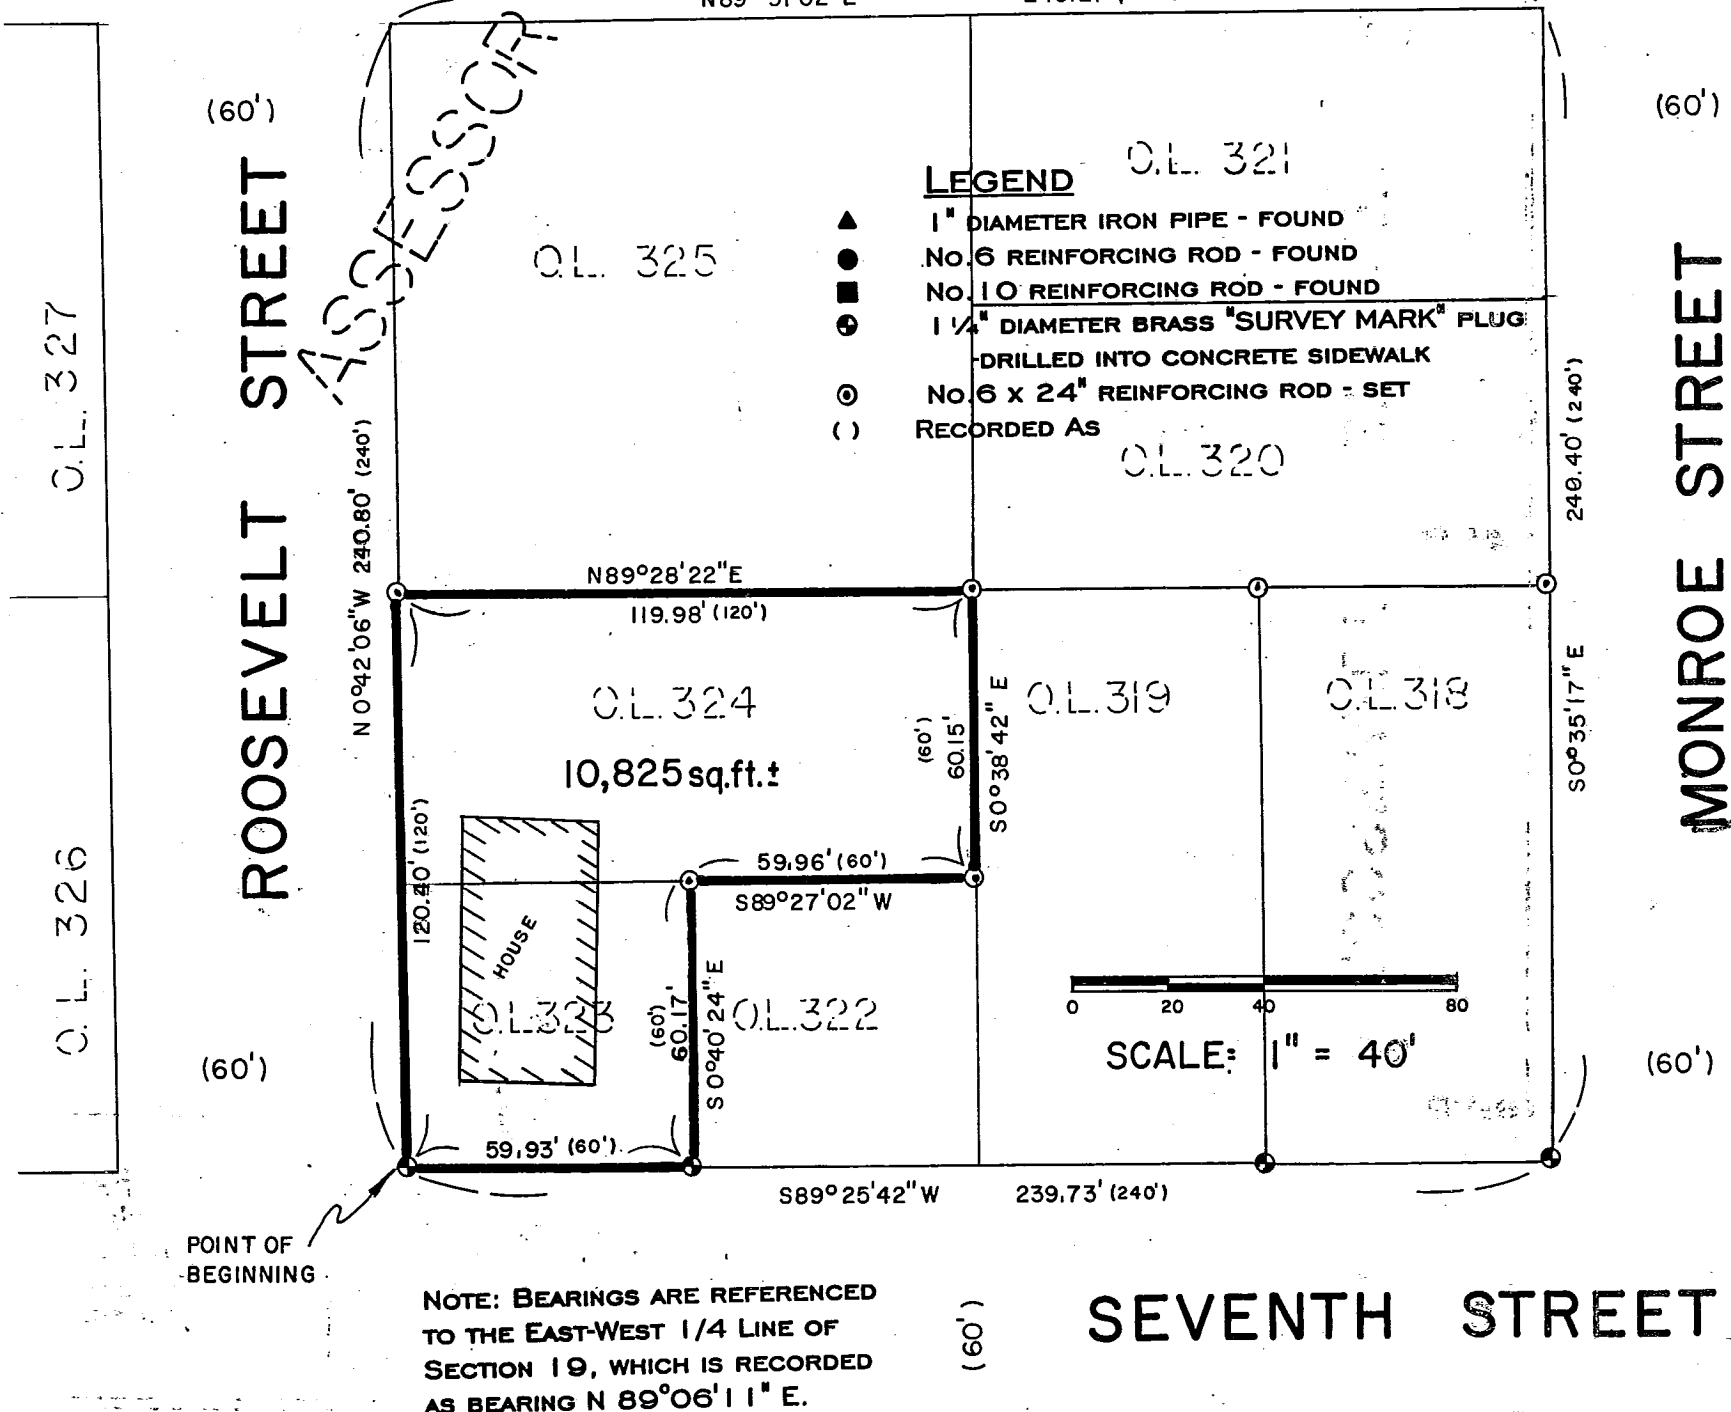 (60')
(60')
ASSESSOR
O.L. 321
LEGEND
1" DIAMETER IRON PIPE - FOUND
No. 6 REINFORCING ROD - FOUND
No. 10 REINFORCING ROD - FOUND
1 1/4" DIAMETER BRASS "SURVEY MARK" PLUG
DRILLED INTO CONCRETE SIDEWALK
No. 6 x 24" REINFORCING ROD - SET
( ) RECORDED AS
O.L. 325
O.L. 320
O.L. 327
O.L. 326
ROOSEVELT STREET
MONROE STREET
N 0°42'06"W 240.80' (240')
240.40' (240')
S0°35'17"E
N89°28'22"E
119.98' (120')
O.L. 324
O.L. 319
O.L. 318
10,825 sq.ft.±
(60')
60.15'
S0°38'42"E
120.40' (120')
59.96' (60')
S89°27'02"W
HOUSE
O.L. 323
O.L. 322
(60')
60.17'
S0°40'24"E
0 20 40 80
SCALE: 1" = 40'
(60')
(60')
59.93' (60')
S89°25'42"W 239.73' (240')
POINT OF
BEGINNING
NOTE: BEARINGS ARE REFERENCED
TO THE EAST-WEST 1/4 LINE OF
SECTION 19, WHICH IS RECORDED
AS BEARING N 89°06'11" E.
(60')
SEVENTH STREET